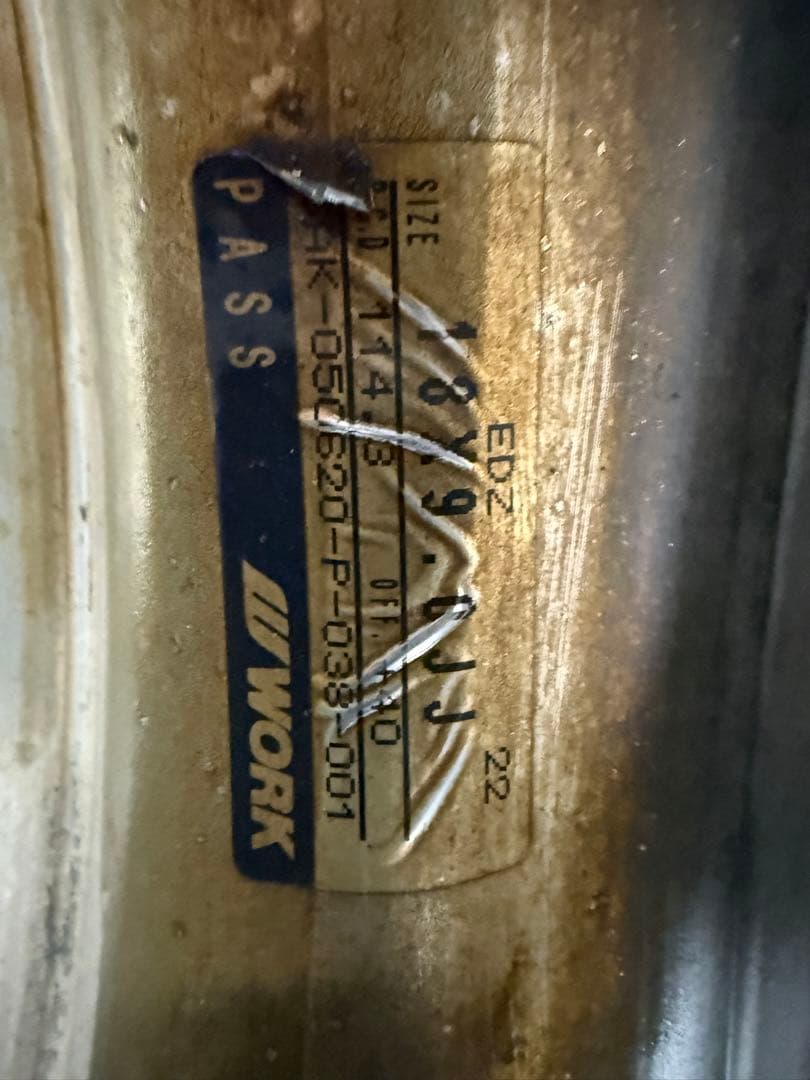 EDZ 22
SIZE 18X9.0JJ
P.C.D 114.3 OFF. +40
AK-050620-P-038-001
PASS WORK